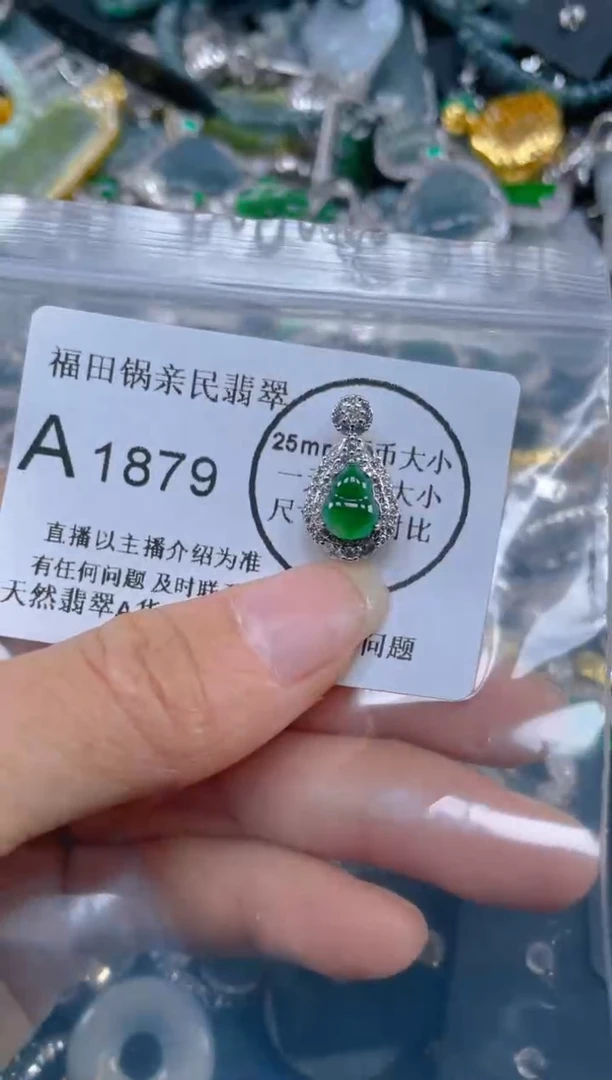 福田锅亲民翡翠
A1879
25mm 币大小
一 大小
尺 对比
直播以主播介绍为准
有任何问题 及时联
天然翡翠A货
问题